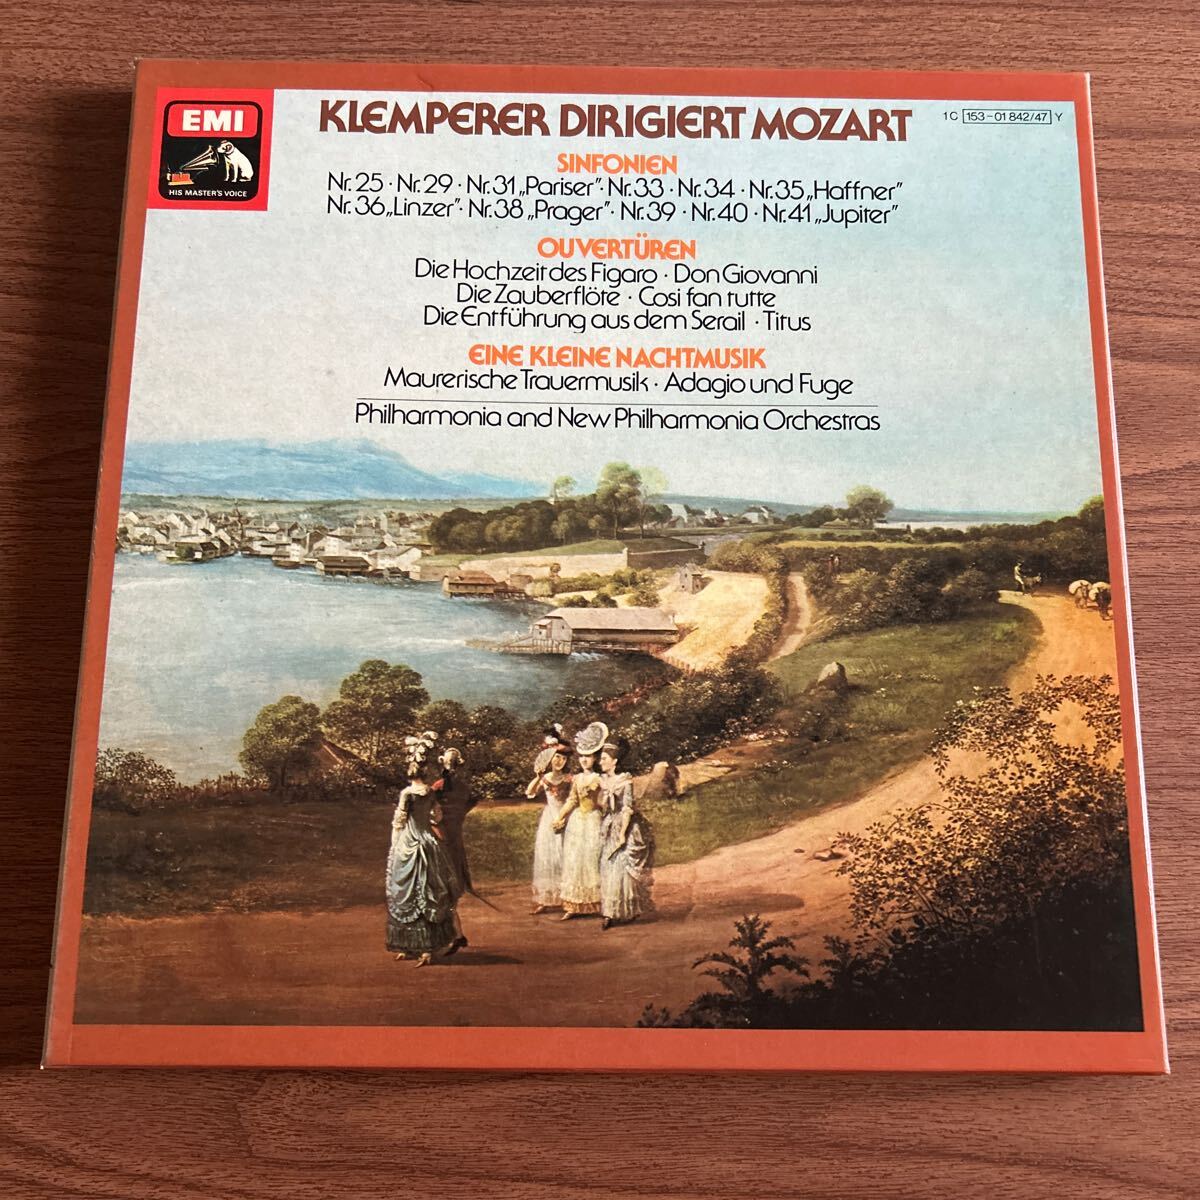 EMI
HIS MASTER'S VOICE
KLEMPERER DIRIGIERT MOZART
1C 153-01 842/47 Y
SINFONIEN
Nr.25 · Nr.29 · Nr.31 „Pariser” · Nr.33 · Nr.34 · Nr.35 „Haffner”
Nr.36 „Linzer” · Nr.38 „Prager” · Nr.39 · Nr.40 · Nr.41 „Jupiter”
OUVERTÜREN
Die Hochzeit des Figaro · Don Giovanni
Die Zauberflöte · Cosi fan tutte
Die Entführung aus dem Serail · Titus
EINE KLEINE NACHTMUSIK
Maurerische Trauermusik · Adagio und Fuge
Philharmonia and New Philharmonia Orchestras